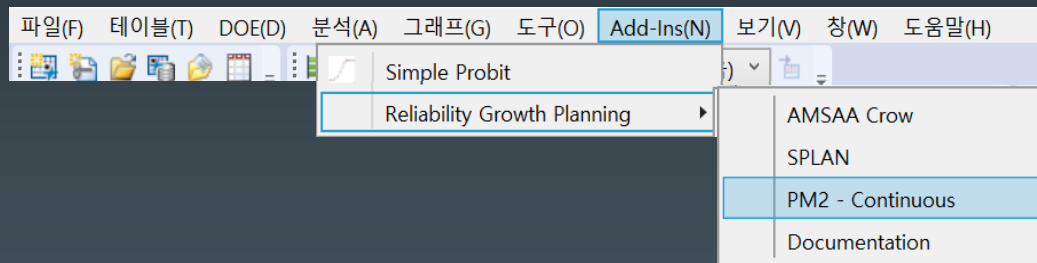 파일(F) 테이블(T) DOE(D) 분석(A) 그래프(G) 도구(O) Add-Ins(N) 보기(V) 창(W) 도움말(H)
Simple Probit
Reliability Growth Planning
AMSAA Crow
SPLAN
PM2 - Continuous
Documentation